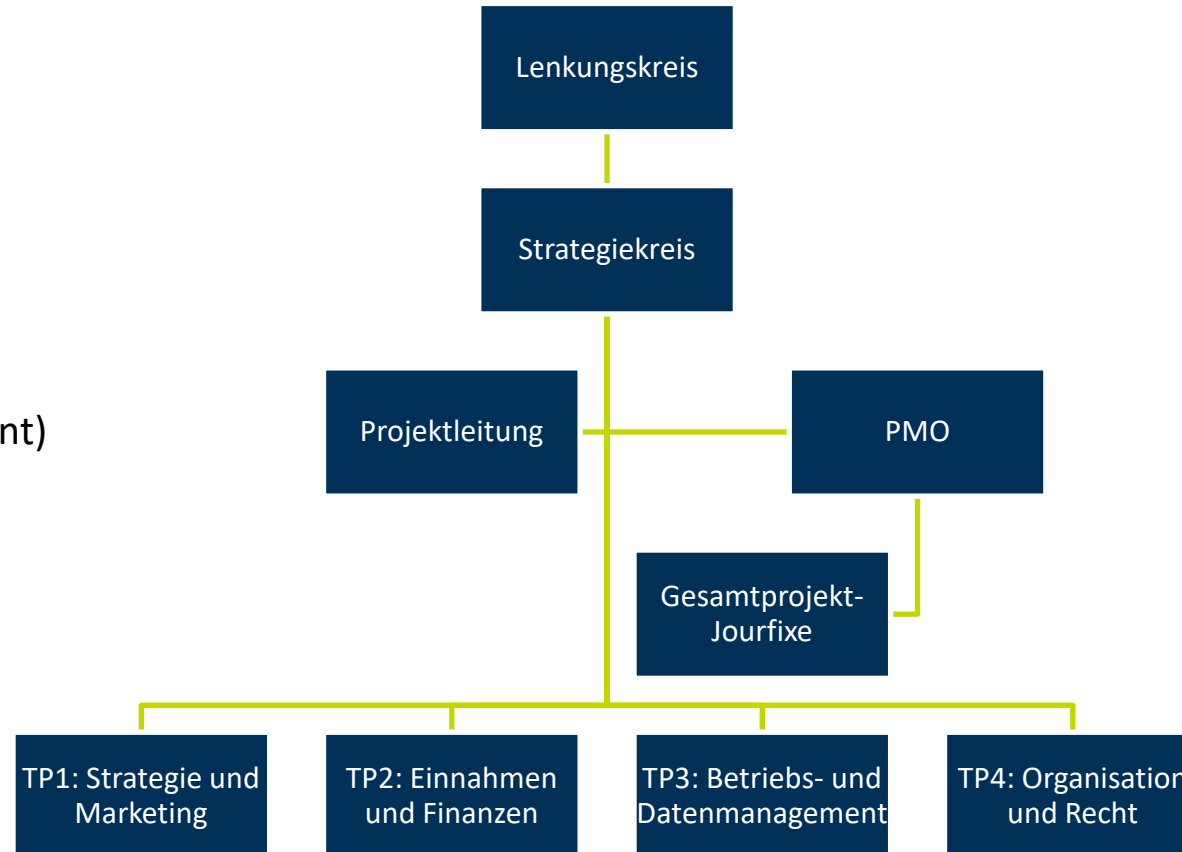 Lenkungskreis
Strategiekreis
nt)
Projektleitung
PMO
Gesamtprojekt-
Jourfixe
TP1: Strategie und
Marketing
TP2: Einnahmen
und Finanzen
TP3: Betriebs- und
Datenmanagement
TP4: Organisation
und Recht